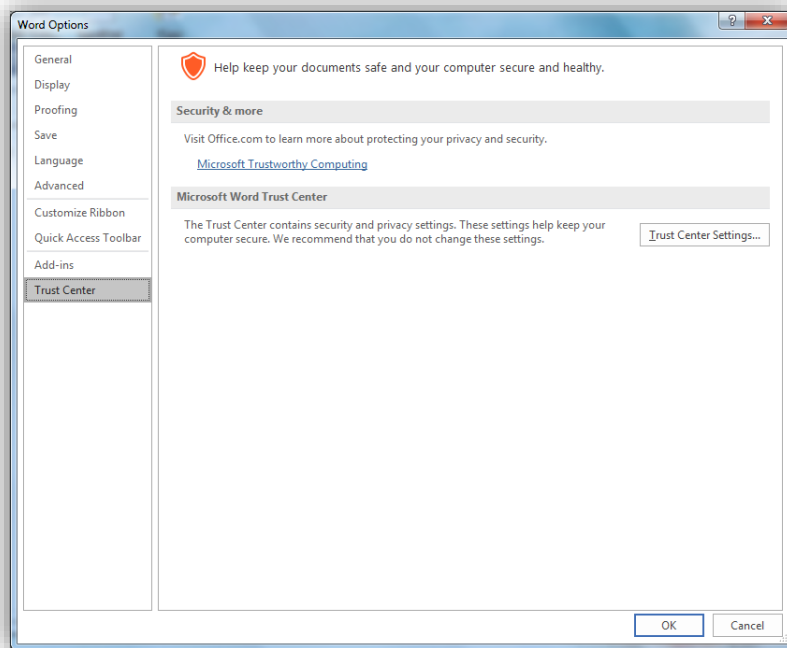 Word Options
?
General
Display
Proofing
Save
Language
Advanced
Customize Ribbon
Quick Access Toolbar
Add-ins
Trust Center
Help keep your documents safe and your computer secure and healthy.
Security & more
Visit Office.com to learn more about protecting your privacy and security.
Microsoft Trustworthy Computing
Microsoft Word Trust Center
The Trust Center contains security and privacy settings. These settings help keep your
computer secure. We recommend that you do not change these settings.
Trust Center Settings...
OK
Cancel